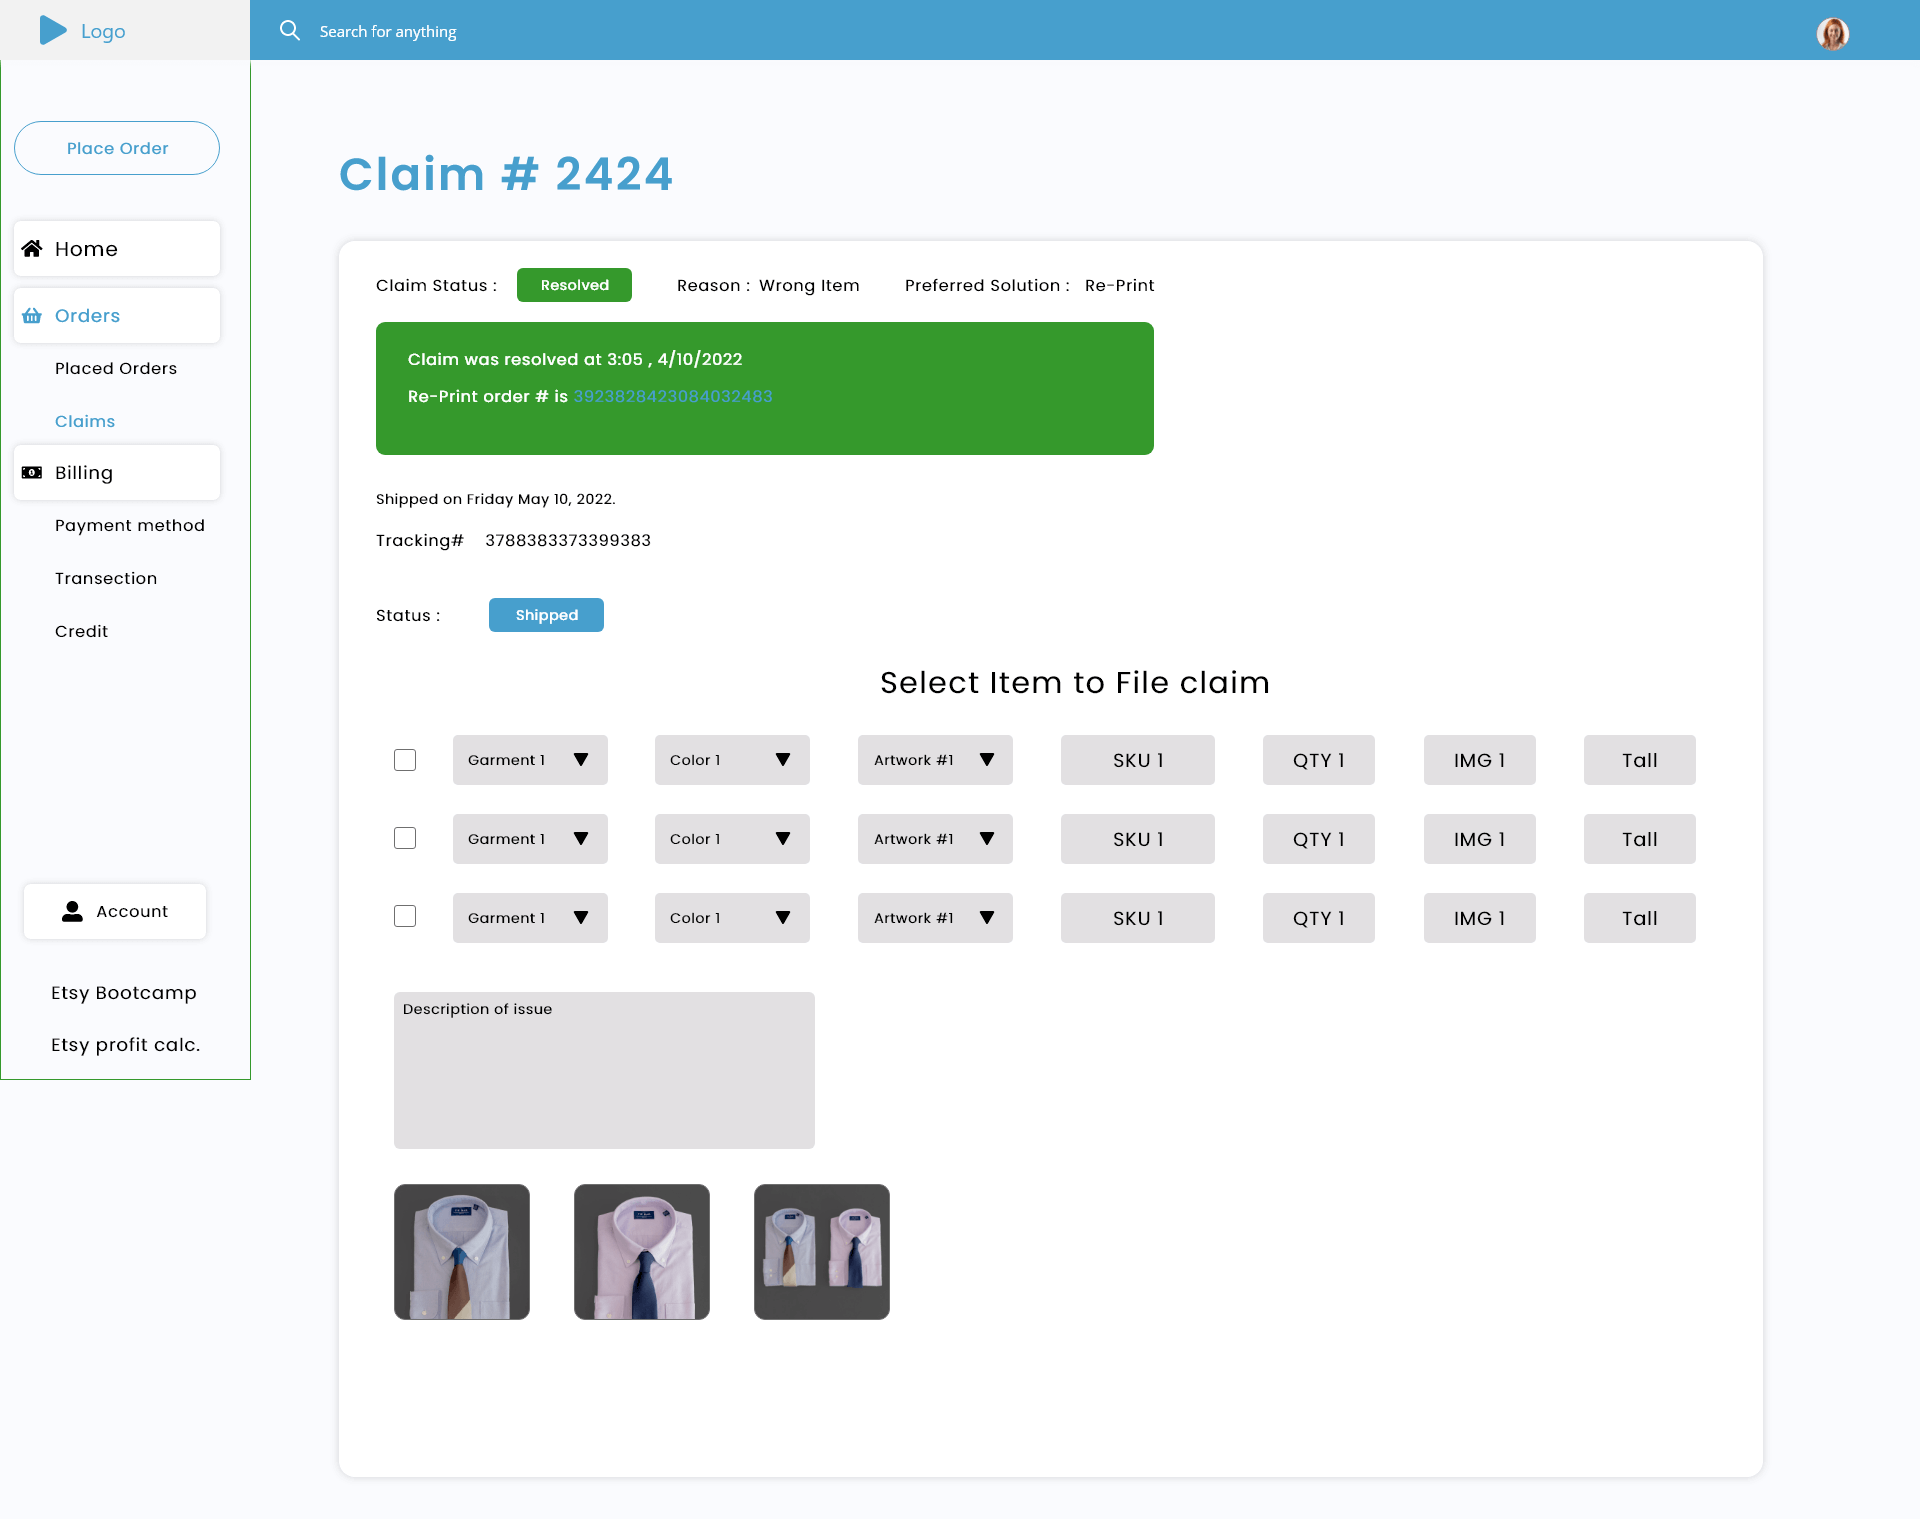 Logo
Search for anything
Place Order
Home
Orders
Placed Orders
Claims
Billing
Payment method
Transection
Credit
Account
Etsy Bootcamp
Etsy profit calc.
Claim # 2424
Claim Status : Resolved Reason : Wrong Item Preferred Solution : Re-Print
Claim was resolved at 3:05 , 4/10/2022
Re-Print order # is 3923828423084032483
Shipped on Friday May 10, 2022.
Tracking# 3788383373399383
Status : Shipped
Select Item to File claim
Garment 1 Color 1 Artwork #1 SKU 1 QTY 1 IMG 1 Tall
Garment 1 Color 1 Artwork #1 SKU 1 QTY 1 IMG 1 Tall
Garment 1 Color 1 Artwork #1 SKU 1 QTY 1 IMG 1 Tall
Description of issue